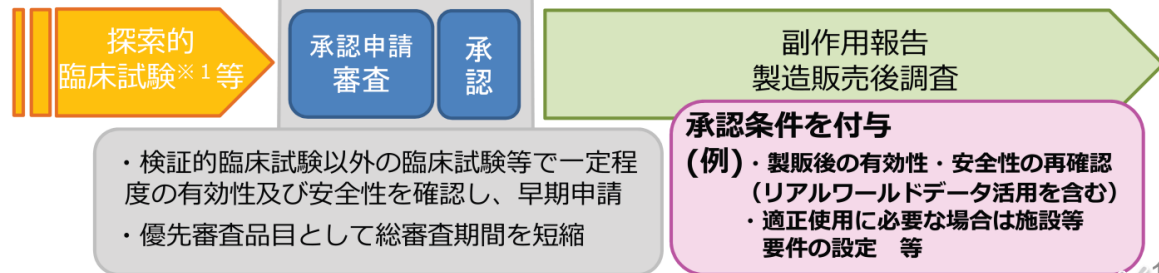 探索的
臨床試験※１等
承認申請
審査
承
認
副作用報告
製造販売後調査
・検証的臨床試験以外の臨床試験等で一定程
度の有効性及び安全性を確認し、早期申請
・優先審査品目として総審査期間を短縮
承認条件を付与
(例)・製販後の有効性・安全性の再確認
（リアルワールドデータ活用を含む）
・適正使用に必要な場合は施設等
要件の設定　等